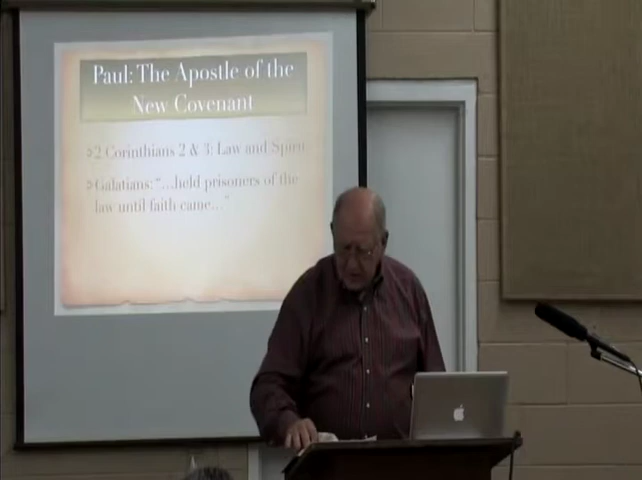 Paul: The Apostle of the
New Covenant
2 Corinthians 2 & 3: Law and Spirit
Galatians: "...held prisoners of the
law until faith came..."